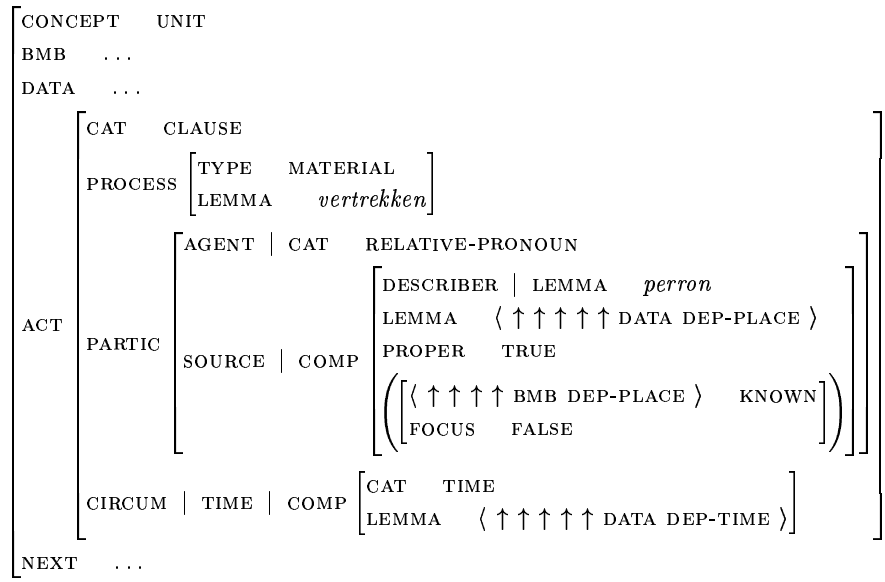 CONCEPT UNIT
BMB ...
DATA ...
CAT CLAUSE
PROCESS TYPE MATERIAL
LEMMA vertrekken
AGENT | CAT RELATIVE-PRONOUN
DESCRIBER | LEMMA perron
LEMMA ⟨ ↑ ↑ ↑ ↑ ↑ DATA DEP-PLACE ⟩
ACT PARTIC SOURCE | COMP PROPER TRUE
⟨ ↑ ↑ ↑ ↑ BMB DEP-PLACE ⟩ KNOWN
FOCUS FALSE
CIRCUM | TIME | COMP CAT TIME
LEMMA ⟨ ↑ ↑ ↑ ↑ ↑ DATA DEP-TIME ⟩
NEXT ...